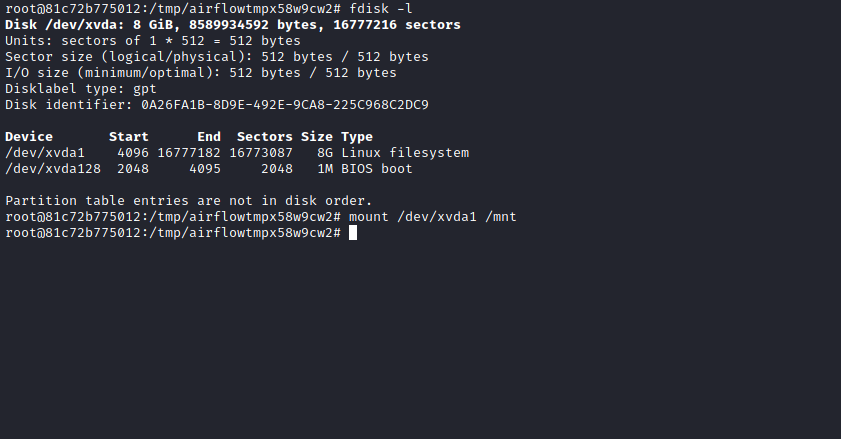 root@81c72b775012:/tmp/airflowtmpx58w9cw2# fdisk -l
Disk /dev/xvda: 8 GiB, 8589934592 bytes, 16777216 sectors
Units: sectors of 1 * 512 = 512 bytes
Sector size (logical/physical): 512 bytes / 512 bytes
I/O size (minimum/optimal): 512 bytes / 512 bytes
Disklabel type: gpt
Disk identifier: 0A26FA1B-8D9E-492E-9CA8-225C968C2DC9

Device       Start      End  Sectors Size Type
/dev/xvda1    4096 16777182 16773087   8G Linux filesystem
/dev/xvda128  2048     4095     2048   1M BIOS boot

Partition table entries are not in disk order.
root@81c72b775012:/tmp/airflowtmpx58w9cw2# mount /dev/xvda1 /mnt
root@81c72b775012:/tmp/airflowtmpx58w9cw2#